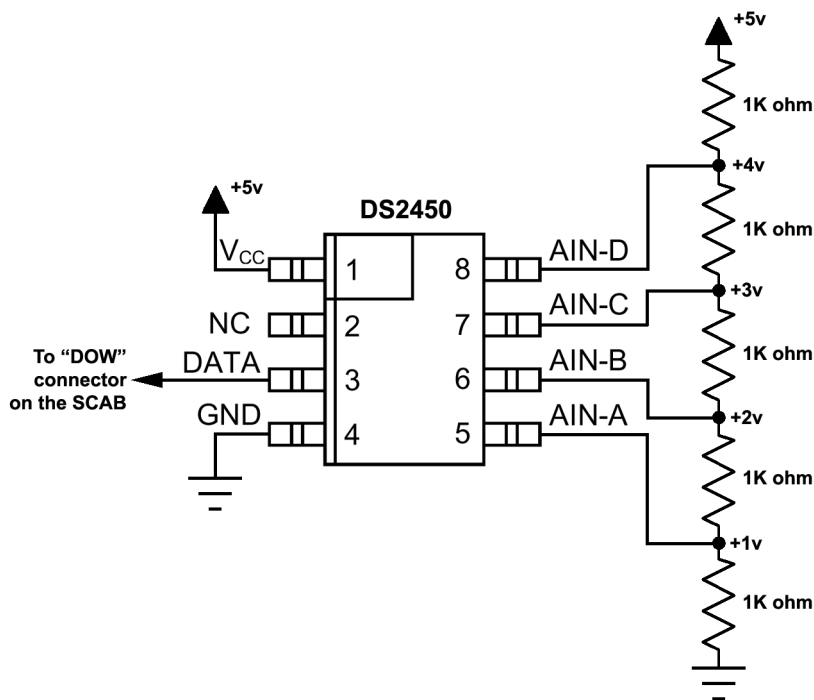 +5v
1K ohm
+4v
+5v
DS2450
1K ohm
VCC
1
8
AIN-D
+3v
NC
2
7
AIN-C
1K ohm
To “DOW”
connector
on the SCAB
DATA
3
6
AIN-B
+2v
GND
4
5
AIN-A
1K ohm
+1v
1K ohm